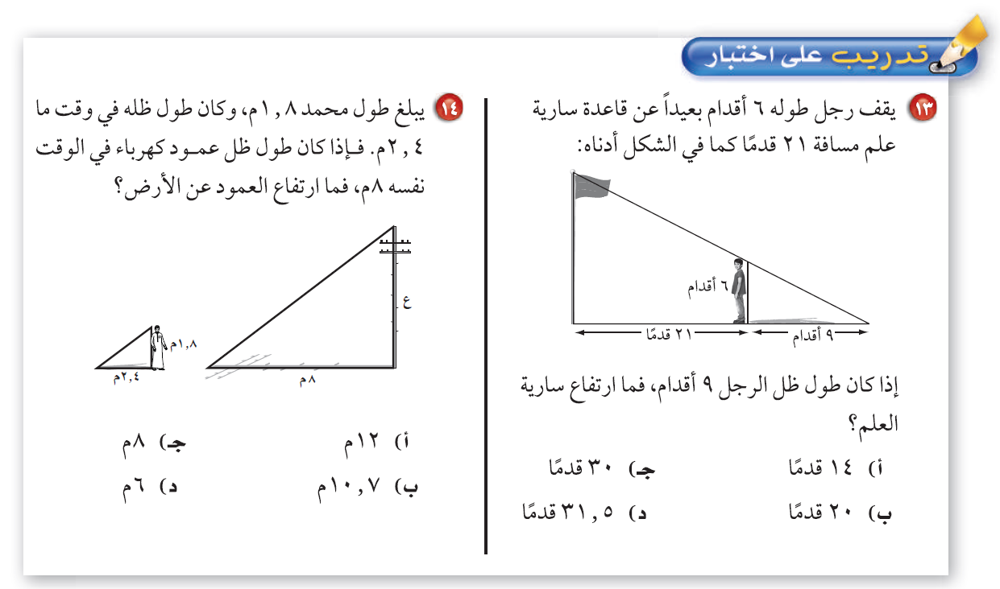 تدريب على اختبار
١٣ يقف رجل طوله ٦ أقدام بعيداً عن قاعدة سارية
علم مسافة ٢١ قدمًا كما في الشكل أدناه:
٦ أقدام
٢١ قدمًا
٩ أقدام
إذا كان طول ظل الرجل ٩ أقدام، فما ارتفاع سارية
العلم؟
أ) ١٤ قدمًا
جـ) ٣٠ قدمًا
ب) ٢٠ قدمًا
د) ٣١,٥ قدمًا
١٤ يبلغ طول محمد ١,٨م، وكان طول ظله في وقت ما
٢,٤م. فـإذا كان طول ظل عمـود كهرباء في الوقت
نفسه ٨م، فما ارتفاع العمود عن الأرض؟
ع
١,٨م
٨م
٢,٤م
أ) ١٢م
جـ) ٨م
ب) ١٠,٧م
د) ٦م